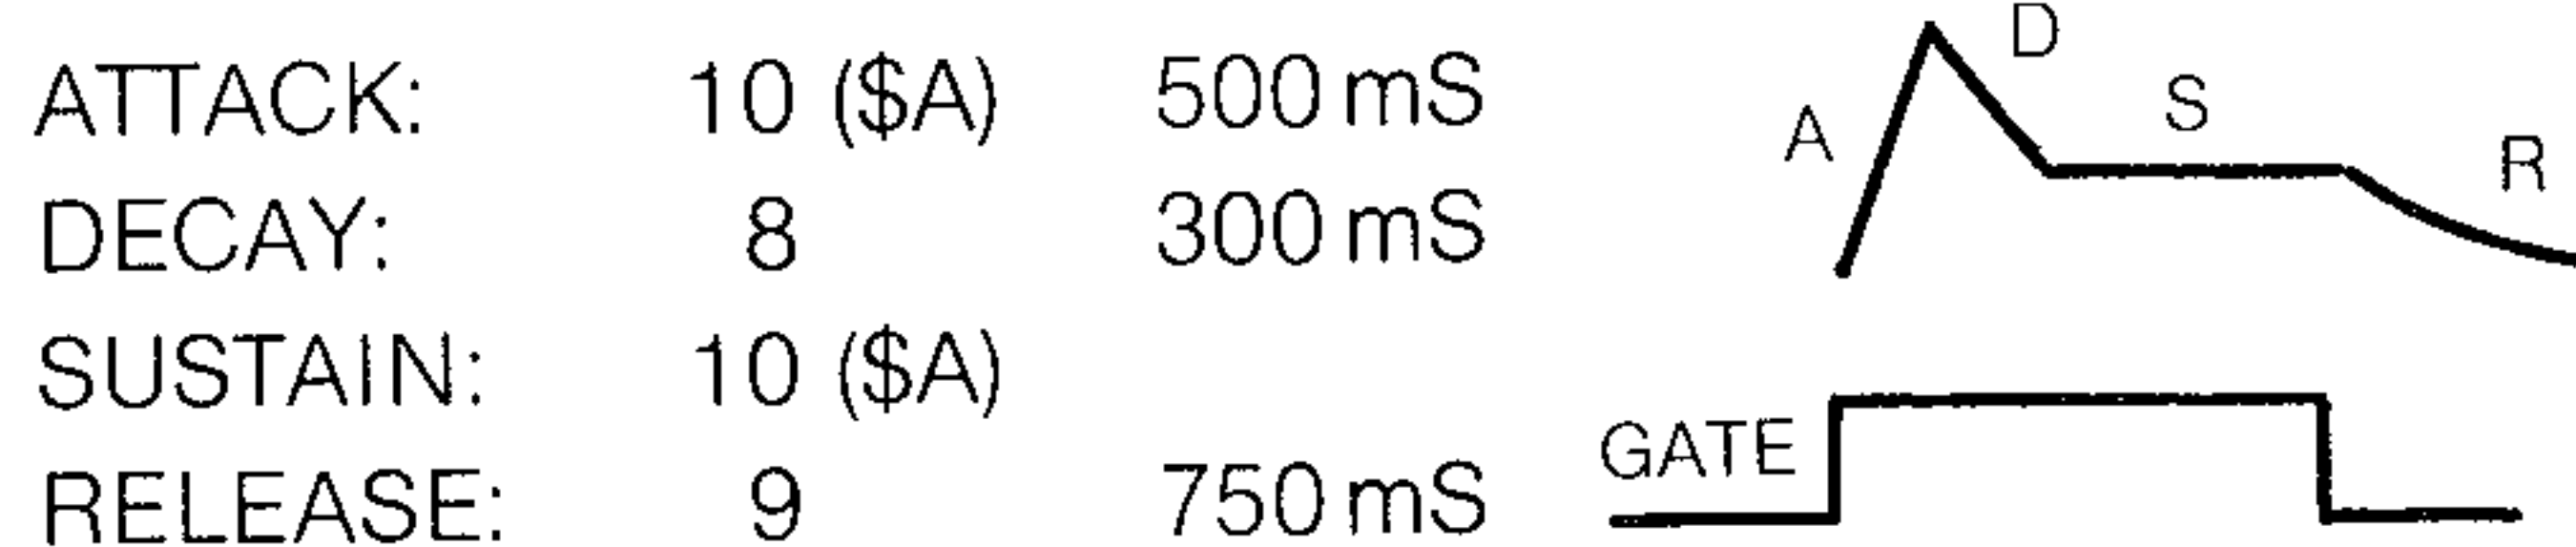 ATTACK: 10 ($A) 500 mS
DECAY: 8 300 mS
SUSTAIN: 10 ($A)
RELEASE: 9 750 mS
D
S
A
R
GATE